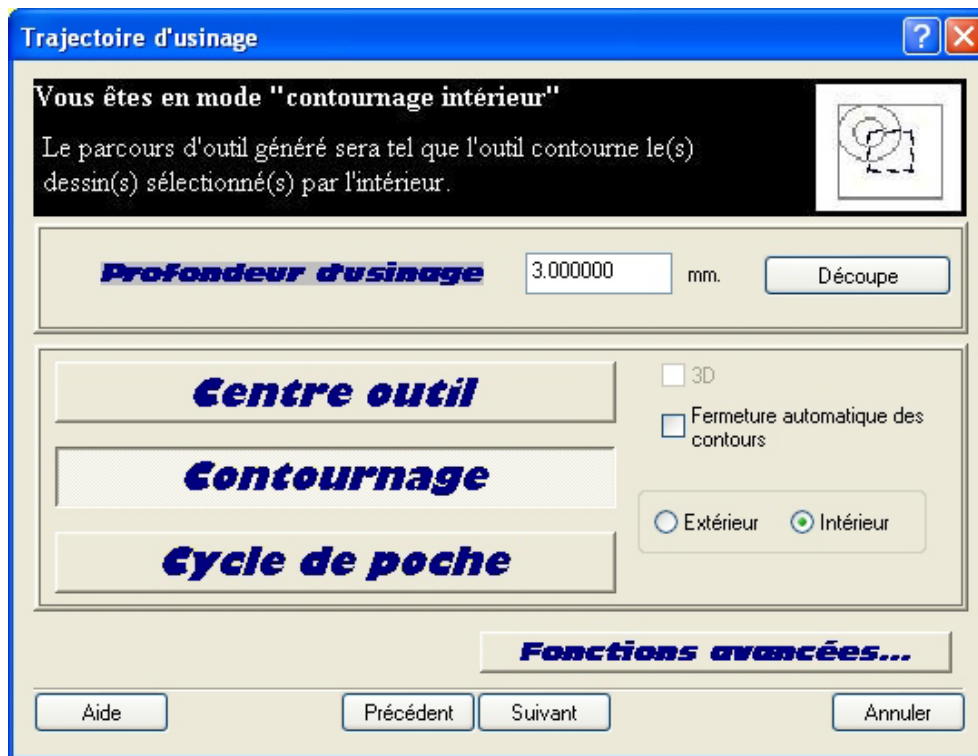 Trajectoire d'usinage
?
Vous êtes en mode "contournage intérieur"
Le parcours d'outil généré sera tel que l'outil contourne le(s)
dessin(s) sélectionné(s) par l'intérieur.
Profondeur d'usinage 3.000000 mm. Découpe
Centre outil
3D
Fermeture automatique des
contours
Contournage
Extérieur Intérieur
Cycle de poche
Fonctions avancées...
Aide Précédent Suivant Annuler